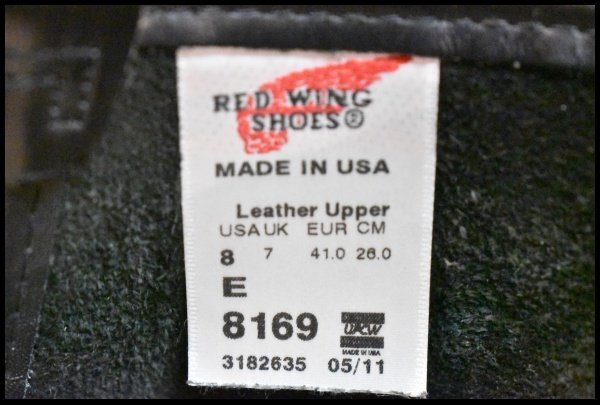 RED WING
SHOES®
MADE IN USA
Leather Upper
USA UK EUR CM
8 7 41.0 26.0
E
8169
MADE IN USA
3182635 05/11